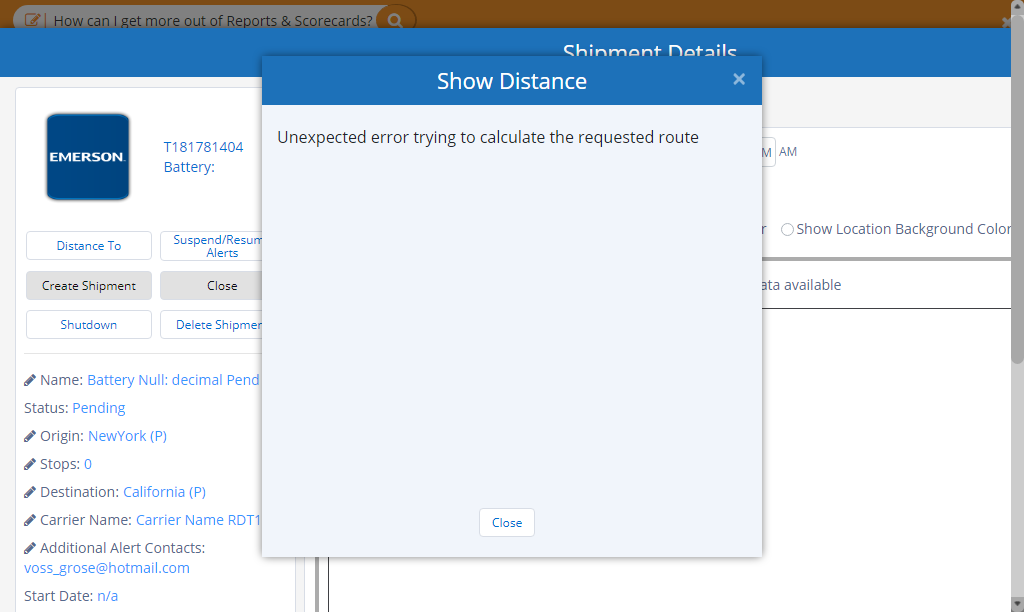 How can I get more out of Reports & Scorecards?
Shipment Details
Show Distance
×
Unexpected error trying to calculate the requested route
Close
EMERSON
T181781404
Battery:
Distance To
Suspend/Resum
Alerts
Create Shipment
Close
Shutdown
Delete Shipmen
Name: Battery Null: decimal Pend
Status: Pending
Origin: NewYork (P)
Stops: 0
Destination: California (P)
Carrier Name: Carrier Name RDT1
Additional Alert Contacts:
voss_grose@hotmail.com
Start Date: n/a
M AM
r Show Location Background Color
ata available